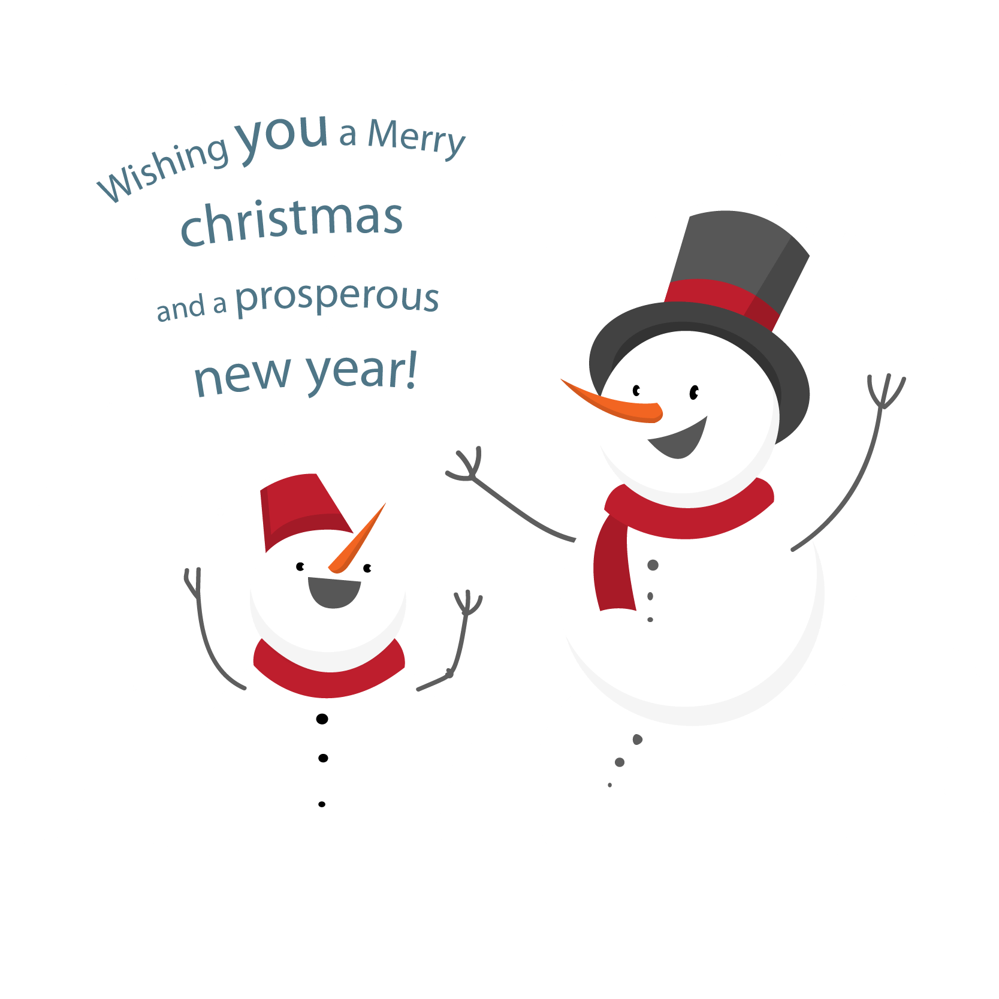 Wishing you a Merry
christmas
and a prosperous
new year!